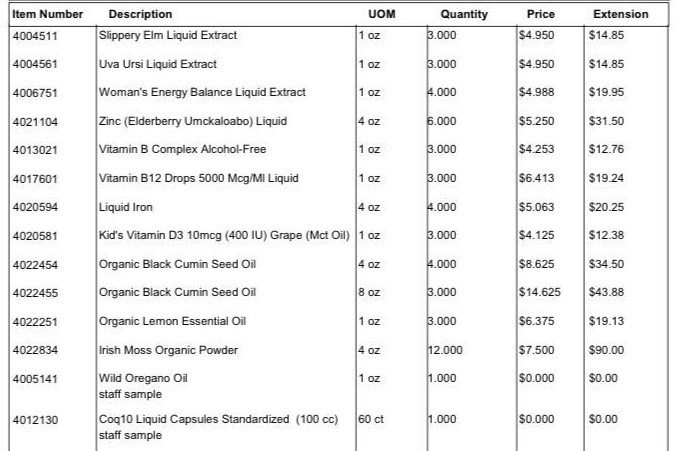 Item Number Description UOM Quantity Price Extension
4004511 Slippery Elm Liquid Extract 1 oz 3.000 $4.950 $14.85
4004561 Uva Ursi Liquid Extract 1 oz 3.000 $4.950 $14.85
4006751 Woman's Energy Balance Liquid Extract 1 oz 4.000 $4.988 $19.95
4021104 Zinc (Elderberry Umckaloabo) Liquid 4 oz 6.000 $5.250 $31.50
4013021 Vitamin B Complex Alcohol-Free 1 oz 3.000 $4.253 $12.76
4017601 Vitamin B12 Drops 5000 Mcg/Ml Liquid 1 oz 3.000 $6.413 $19.24
4020594 Liquid Iron 4 oz 4.000 $5.063 $20.25
4020581 Kid's Vitamin D3 10mcg (400 IU) Grape (Mct Oil) 1 oz 3.000 $4.125 $12.38
4022454 Organic Black Cumin Seed Oil 4 oz 4.000 $8.625 $34.50
4022455 Organic Black Cumin Seed Oil 8 oz 3.000 $14.625 $43.88
4022251 Organic Lemon Essential Oil 1 oz 3.000 $6.375 $19.13
4022834 Irish Moss Organic Powder 4 oz 12.000 $7.500 $90.00
4005141 Wild Oregano Oil 1 oz 1.000 $0.000 $0.00
staff sample
4012130 Coq10 Liquid Capsules Standardized (100 cc) 60 ct 1.000 $0.000 $0.00
staff sample